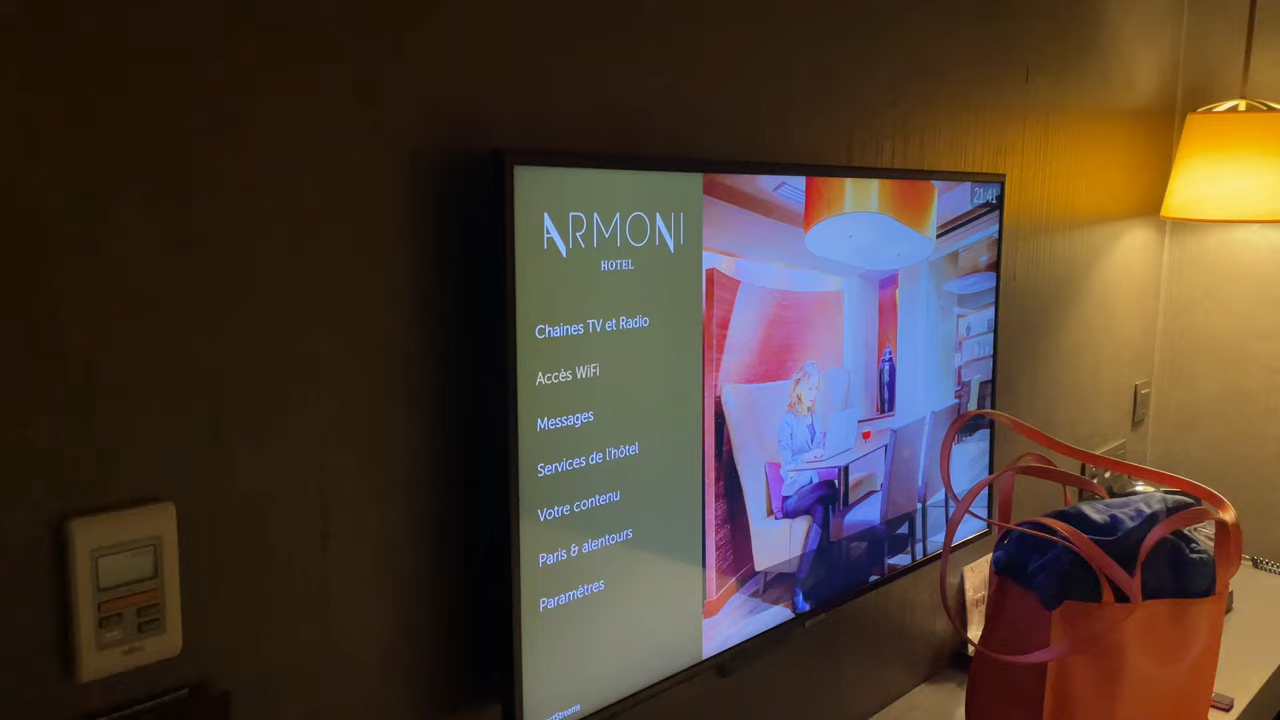 ARMONI
HOTEL
21:41
Chaines TV et Radio
Accès WiFi
Messages
Services de l'hôtel
Votre contenu
Paris & alentours
Paramètres